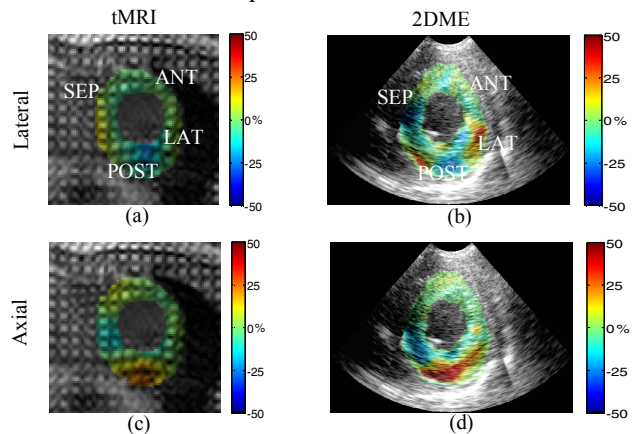 tMRI
2DME
Lateral
SEP
ANT
LAT
POST
50
25
0%
-25
-50
(a)
SEP
ANT
LAT
POST
50
25
0%
-25
-50
(b)
Axial
50
25
0%
-25
-50
(c)
50
25
0%
-25
-50
(d)